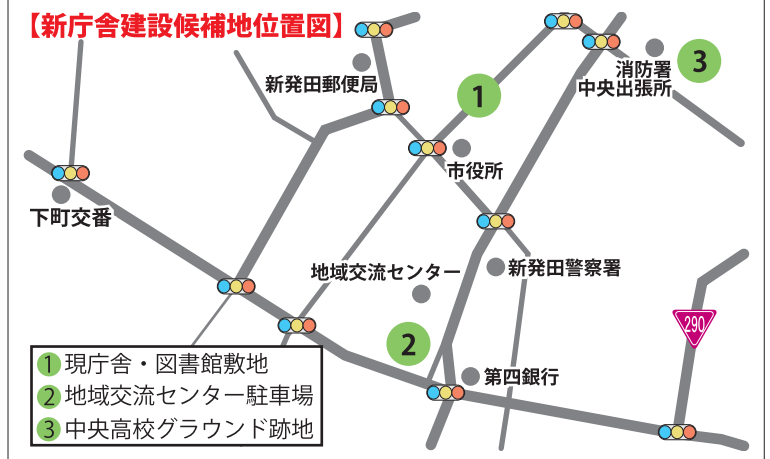 【新庁舎建設候補地位置図】
新発田郵便局
1
消防署
中央出張所
3
市役所
下町交番
地域交流センター
新発田警察署
290
2
第四銀行
1 現庁舎・図書館敷地
2 地域交流センター駐車場
3 中央高校グラウンド跡地